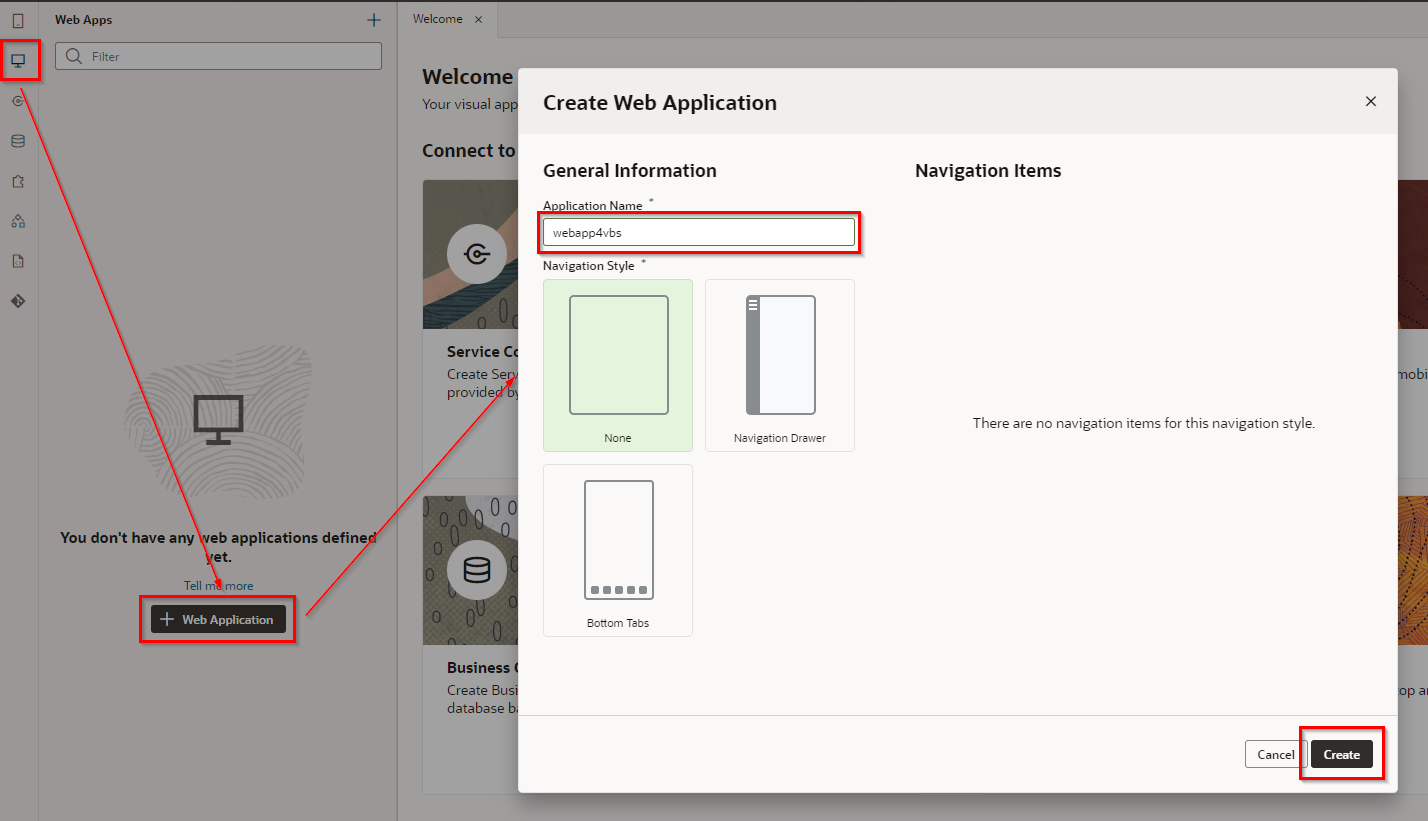 Web Apps
Filter
You don't have any web applications defined
yet.
Tell me more
Web Application
Welcome
Welcome
Your visual app
Connect to
Service Co
Create Serv
provided by
Business
Create Busi
database ba
mobi
top an
Create Web Application
General Information
Application Name *
webapp4vbs
Navigation Style *
None
Navigation Drawer
Bottom Tabs
Navigation Items
There are no navigation items for this navigation style.
Cancel
Create